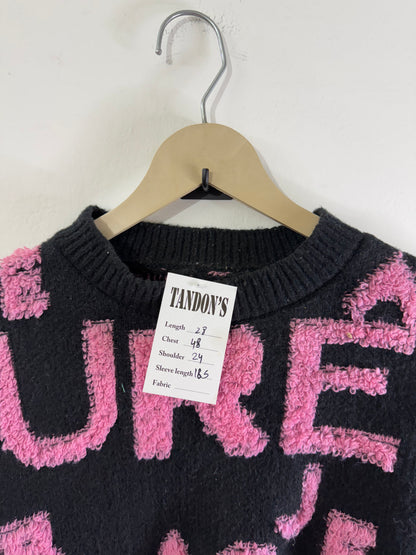 TANDON'S
Length 28
Chest 48
Shoulder 24
Sleeve length 18.5
Fabric
URE